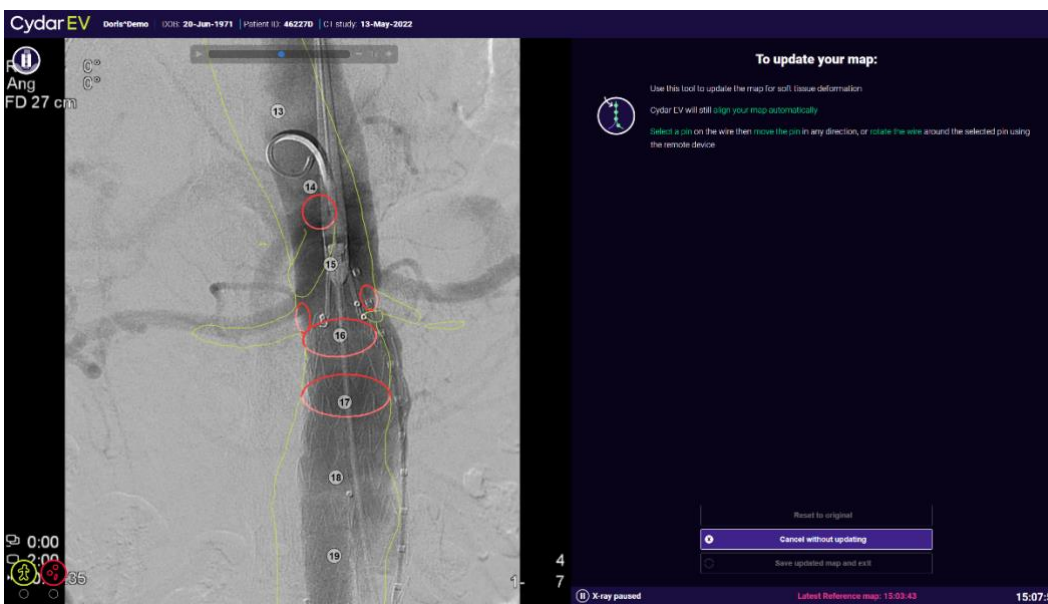 Cydar EV Doris^Demo DOB: 20-Jun-1971 Patient ID: 46227D CT study: 13-May-2022
0°
Ang 0°
FD 27 cm
13
14
15
16
17
18
19
0:00
4
7
To update your map:
Use this tool to update the map for soft tissue deformation
Cydar EV will still align your map automatically
Select a pin on the wire then move the pin in any direction, or rotate the wire around the selected pin using
the remote device
Reset to original
Cancel without updating
Save updated map and exit
X-ray paused Latest Reference map: 15:03:43